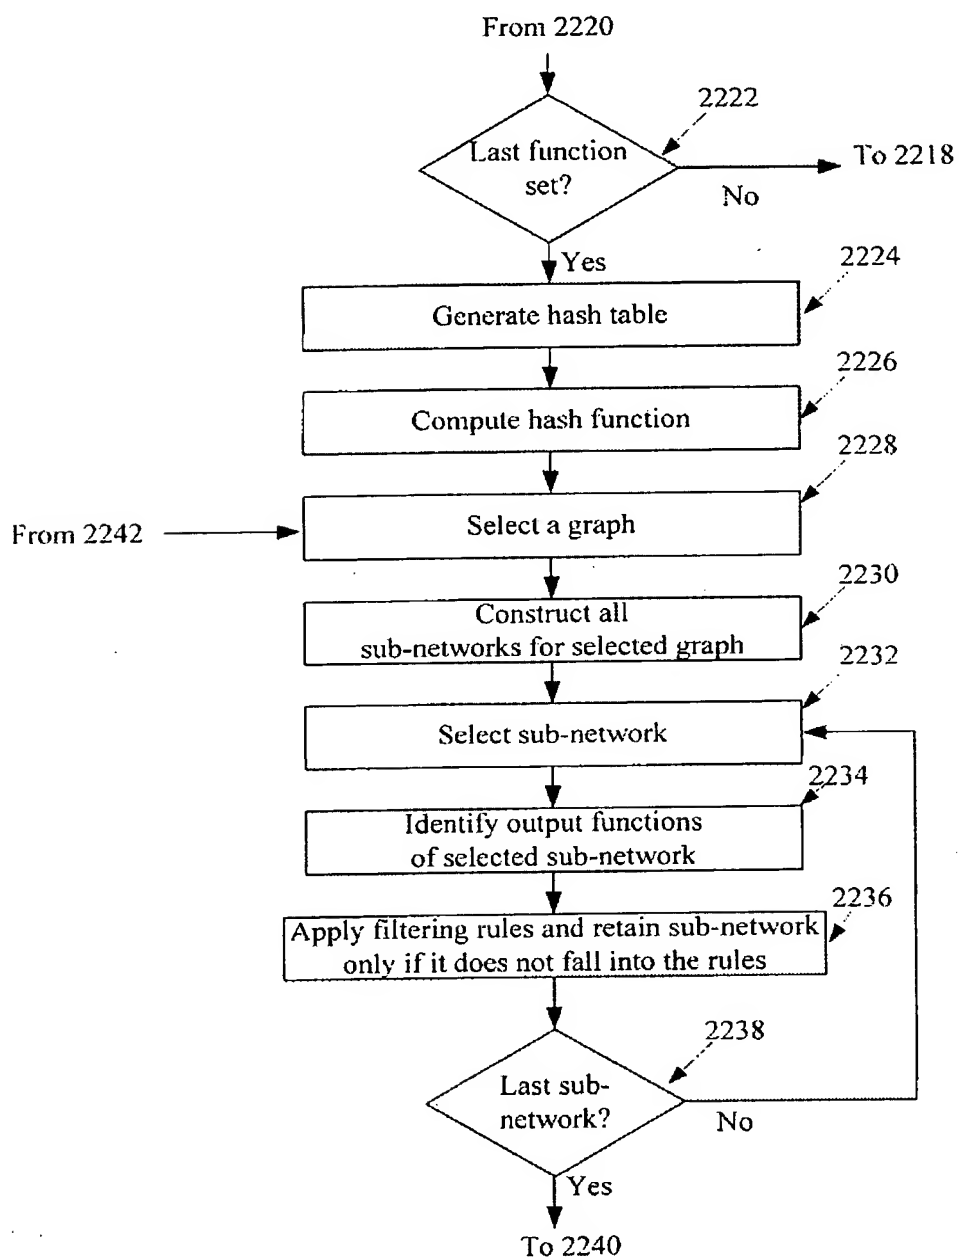 From 2220
2222
Last function
set?
To 2218
No
Yes
2224
Generate hash table
2226
Compute hash function
2228
Select a graph
From 2242
2230
Construct all
sub-networks for selected graph
2232
Select sub-network
2234
Identify output functions
of selected sub-network
2236
Apply filtering rules and retain sub-network
only if it does not fall into the rules
2238
Last sub-
network?
No
Yes
To 2240